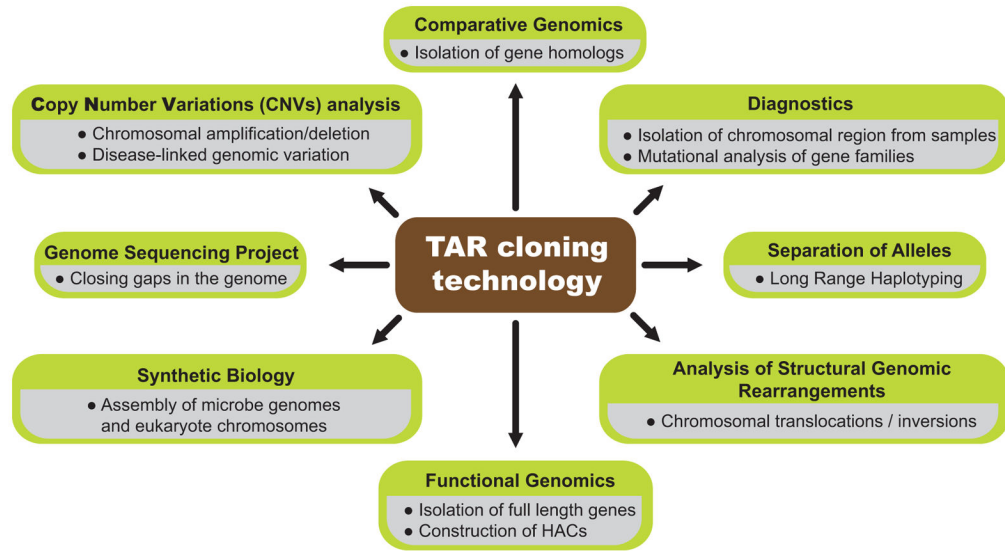 Comparative Genomics
● Isolation of gene homologs
Copy Number Variations (CNVs) analysis
● Chromosomal amplification/deletion
● Disease-linked genomic variation
Diagnostics
● Isolation of chromosomal region from samples
● Mutational analysis of gene families
Genome Sequencing Project
● Closing gaps in the genome
TAR cloning
technology
Separation of Alleles
● Long Range Haplotyping
Synthetic Biology
● Assembly of microbe genomes
and eukaryote chromosomes
Analysis of Structural Genomic
Rearrangements
● Chromosomal translocations / inversions
Functional Genomics
● Isolation of full length genes
● Construction of HACs